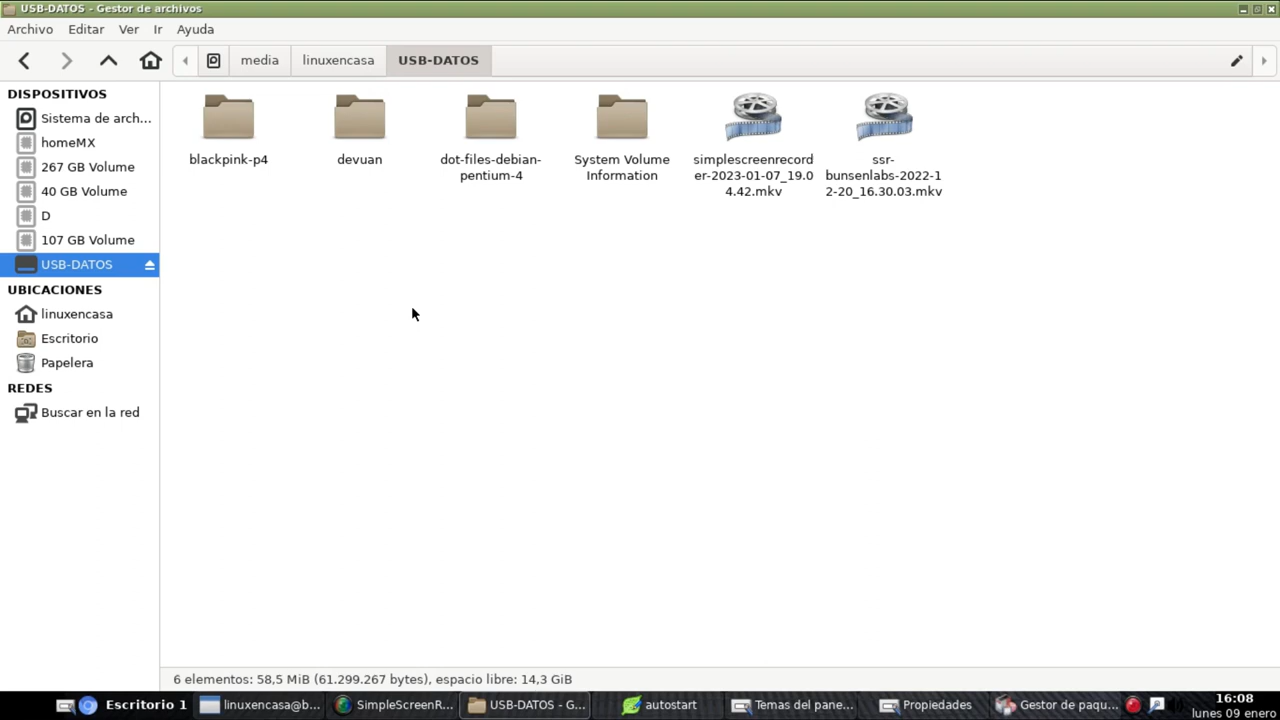 USB-DATOS - Gestor de archivos
Archivo Editar Ver Ir Ayuda
media linuxencasa USB-DATOS
DISPOSITIVOS
Sistema de arch...
homeMX
267 GB Volume
40 GB Volume
D
107 GB Volume
USB-DATOS
UBICACIONES
linuxencasa
Escritorio
Papelera
REDES
Buscar en la red
blackpink-p4
devuan
dot-files-debian-
pentium-4
System Volume
Information
simplescreenrecord
er-2023-01-07_19.0
4.42.mkv
ssr-
bunsenlabs-2022-1
2-20_16.30.03.mkv
6 elementos: 58,5 MiB (61.299.267 bytes), espacio libre: 14,3 GiB
Escritorio 1 linuxencasa@b... SimpleScreenR... USB-DATOS - G... autostart Temas del pane... Propiedades Gestor de paqu... 16:08
lunes 09 enero